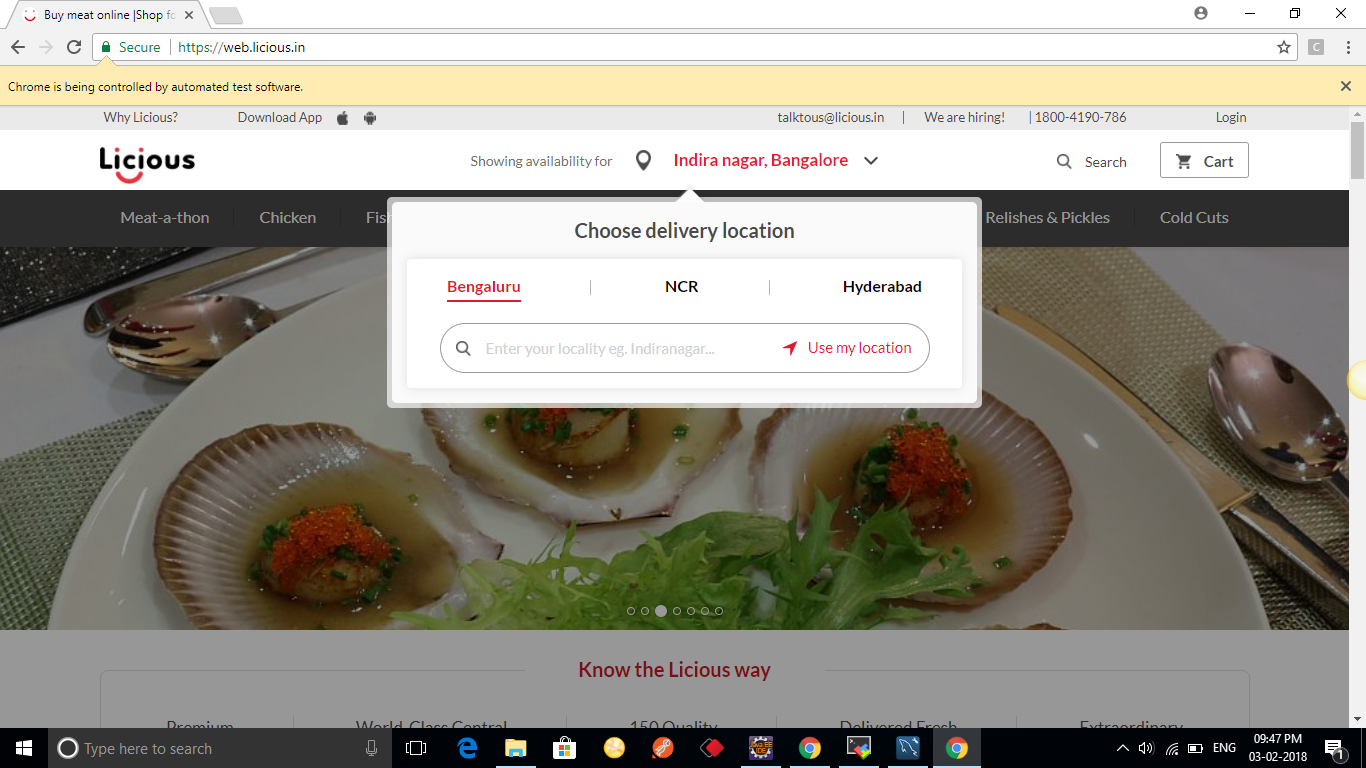 Buy meat online |Shop fo
Secure
https://web.licious.in
C
Chrome is being controlled by automated test software.
Why Licious?
Download App
talktous@licious.in | We are hiring! | 1800-4190-786
Login
Licious
Showing availability for
Indira nagar, Bangalore
Search
Cart
Meat-a-thon
Chicken
Fis
Relishes & Pickles
Cold Cuts
Choose delivery location
Bengaluru | NCR | Hyderabad
Enter your locality eg. Indiranagar...
Use my location
Know the Licious way
Premium
World-Class Central
150 Quality
Delivered Fresh
Extraordinary
Type here to search
JAVA EE
IDE
ENG
09:47 PM
03-02-2018
1